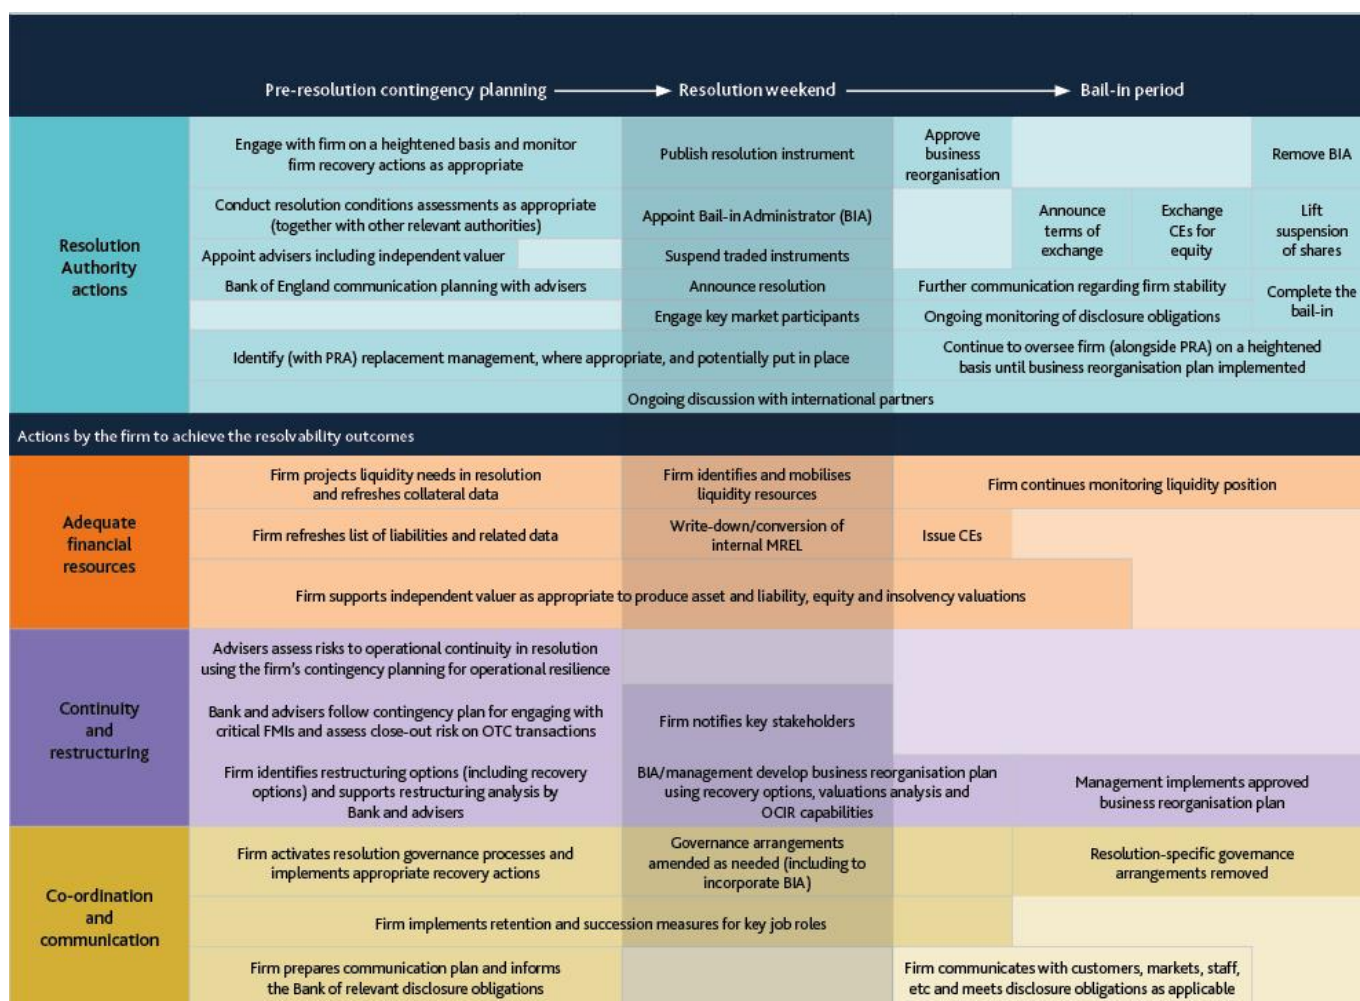 Pre-resolution contingency planning
Resolution weekend
Bail-in period
Resolution
Authority
actions
Engage with firm on a heightened basis and monitor
firm recovery actions as appropriate
Publish resolution instrument
Approve
business
reorganisation
Remove BIA
Conduct resolution conditions assessments as appropriate
(together with other relevant authorities)
Appoint Bail-in Administrator (BIA)
Announce
terms of
exchange
Exchange
CEs for
equity
Lift
suspension
of shares
Appoint advisers including independent valuer
Suspend traded instruments
Bank of England communication planning with advisers
Announce resolution
Further communication regarding firm stability
Complete the
bail-in
Engage key market participants
Ongoing monitoring of disclosure obligations
Identify (with PRA) replacement management, where appropriate, and potentially put in place
Continue to oversee firm (alongside PRA) on a heightened
basis until business reorganisation plan implemented
Ongoing discussion with international partners
Actions by the firm to achieve the resolvability outcomes
Adequate
financial
resources
Firm projects liquidity needs in resolution
and refreshes collateral data
Firm identifies and mobilises
liquidity resources
Firm continues monitoring liquidity position
Firm refreshes list of liabilities and related data
Write-down/conversion of
internal MREL
Issue CEs
Firm supports independent valuer as appropriate to produce asset and liability, equity and insolvency valuations
Continuity
and
restructuring
Advisers assess risks to operational continuity in resolution
using the firm's contingency planning for operational resilience
Bank and advisers follow contingency plan for engaging with
critical FMIs and assess close-out risk on OTC transactions
Firm notifies key stakeholders
Firm identifies restructuring options (including recovery
options) and supports restructuring analysis by
Bank and advisers
BIA/management develop business reorganisation plan
using recovery options, valuations analysis and
OCIR capabilities
Management implements approved
business reorganisation plan
Co-ordination
and
communication
Firm activates resolution governance processes and
implements appropriate recovery actions
Governance arrangements
amended as needed (including to
incorporate BIA)
Resolution-specific governance
arrangements removed
Firm implements retention and succession measures for key job roles
Firm prepares communication plan and informs
the Bank of relevant disclosure obligations
Firm communicates with customers, markets, staff,
etc and meets disclosure obligations as applicable